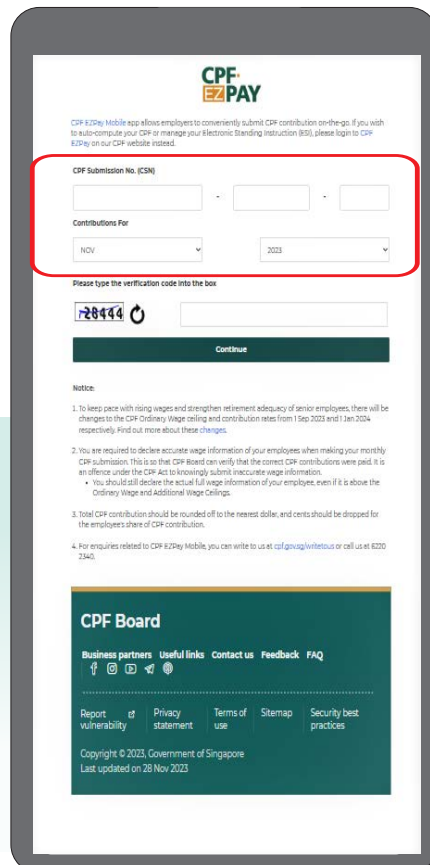 CPF
EZPAY
CPF EZPay Mobile app allows employers to conveniently submit CPF contribution on-the-go. If you wish
to auto-compute your CPF or manage your Electronic Standing Instruction (ESI), please login to CPF
EZPay on our CPF website instead.
CPF Submission No. (CSN)
- -
Contributions For
NOV 2023
Please type the verification code into the box
28444
Continue
Notice:
1. To keep pace with rising wages and strengthen retirement adequacy of senior employees, there will be
changes to the CPF Ordinary Wage ceiling and contribution rates from 1 Sep 2023 and 1 Jan 2024
respectively. Find out more about these changes.
2. You are required to declare accurate wage information of your employees when making your monthly
CPF submission. This is so that CPF Board can verify that the correct CPF contributions were paid. It is
an offence under the CPF Act to knowingly submit inaccurate wage information.
• You should still declare the actual full wage information of your employee, even if it is above the
Ordinary Wage and Additional Wage Ceilings.
3. Total CPF contribution should be rounded off to the nearest dollar, and cents should be dropped for
the employee's share of CPF contribution.
4. For enquiries related to CPF EZPay Mobile, you can write to us at cpf.gov.sg/writetous or call us at 6220
2340.
CPF Board
Business partners Useful links Contact us Feedback FAQ
Report vulnerability Privacy statement Terms of use Sitemap Security best practices
Copyright © 2023, Government of Singapore
Last updated on 28 Nov 2023